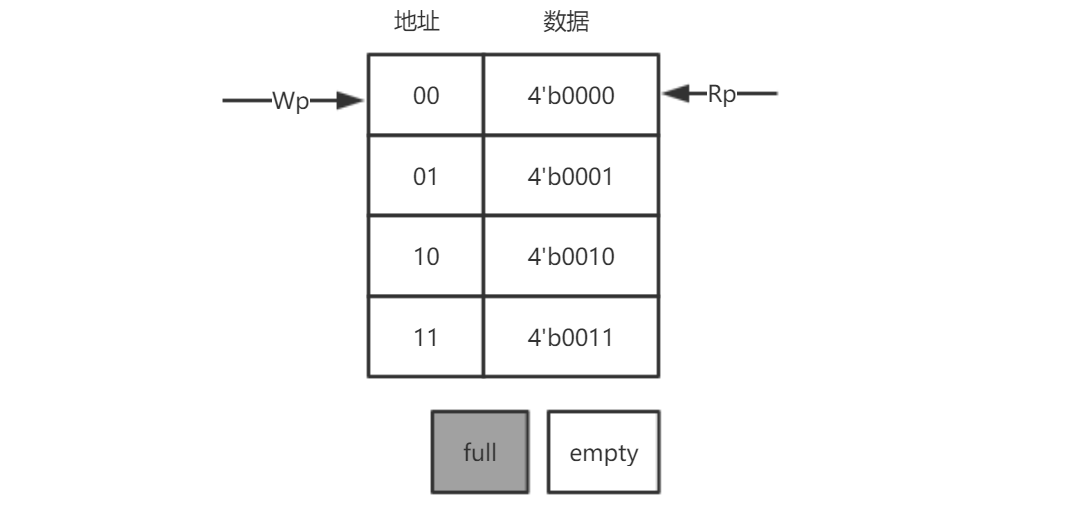 地址 数据
Wp 00 4'b0000 Rp
01 4'b0001
10 4'b0010
11 4'b0011
full empty